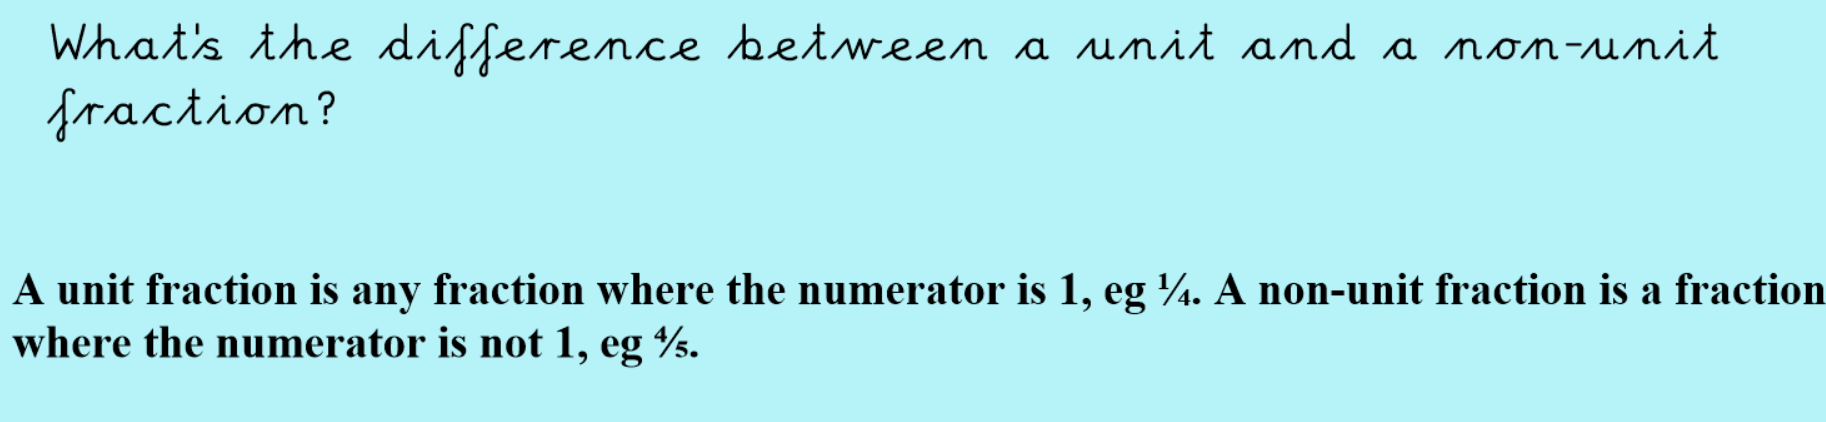 What's the difference between a unit and a non-unit
fraction?
A unit fraction is any fraction where the numerator is 1, eg ¼. A non-unit fraction is a fraction
where the numerator is not 1, eg ⅘.